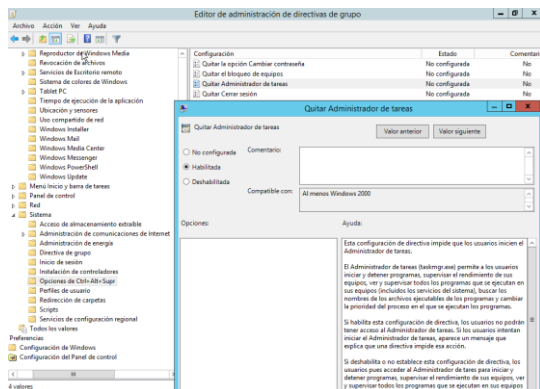 Editor de administración de directivas de grupo
Archivo Acción Ver Ayuda
Reproductor de Windows Media
Revocación de archivos
Servicios de Escritorio remoto
Sistema de colores de Windows
Tablet PC
Tiempo de ejecución de la aplicación
Ubicación y sensores
Uso compartido de red
Windows Installer
Windows Mail
Windows Media Center
Windows Messenger
Windows PowerShell
Windows Update
Menú Inicio y barra de tareas
Panel de control
Red
Sistema
Acceso de almacenamiento extraíble
Administración de comunicaciones de Internet
Administración de energía
Directiva de grupo
Inicio de sesión
Instalación de controladores
Opciones de Ctrl+Alt+Supr
Perfiles de usuario
Redirección de carpetas
Scripts
Servicios de configuración regional
Todos los valores
Preferencias
Configuración de Windows
Configuración del Panel de control
4 valores
Configuración Estado Comentari
Quitar la opción Cambiar contraseña No configurada No
Quitar el bloqueo de equipos No configurada No
Quitar Administrador de tareas No configurada No
Quitar Cerrar sesión No configurada No
Quitar Administrador de tareas
Quitar Administrador de tareas
Valor anterior Valor siguiente
No configurada Comentario:
Habilitada
Deshabilitada
Compatible con: Al menos Windows 2000
Opciones: Ayuda:
Esta configuración de directiva impide que los usuarios inicien el
Administrador de tareas.
El Administrador de tareas (taskmgr.exe) permite a los usuarios
iniciar y detener programas, supervisar el rendimiento de sus
equipos, ver y supervisar todos los programas que se ejecutan en
sus equipos (incluidos los servicios del sistema), buscar los
nombres de los archivos ejecutables de los programas y cambiar
la prioridad del proceso en el que se ejecutan los programas.
Si habilita esta configuración de directiva, los usuarios no podrán
tener acceso al Administrador de tareas. Si los usuarios intentan
iniciar el Administrador de tareas, aparece un mensaje que
explica que una directiva impide esa acción.
Si deshabilita o no establece esta configuración de directiva, los
usuarios pues acceder al Administrador de tares para iniciar y
detener programas, supervisar el rendimiento de sus equipos, ver
y supervisar todos los programas que se ejecutan en sus equipos